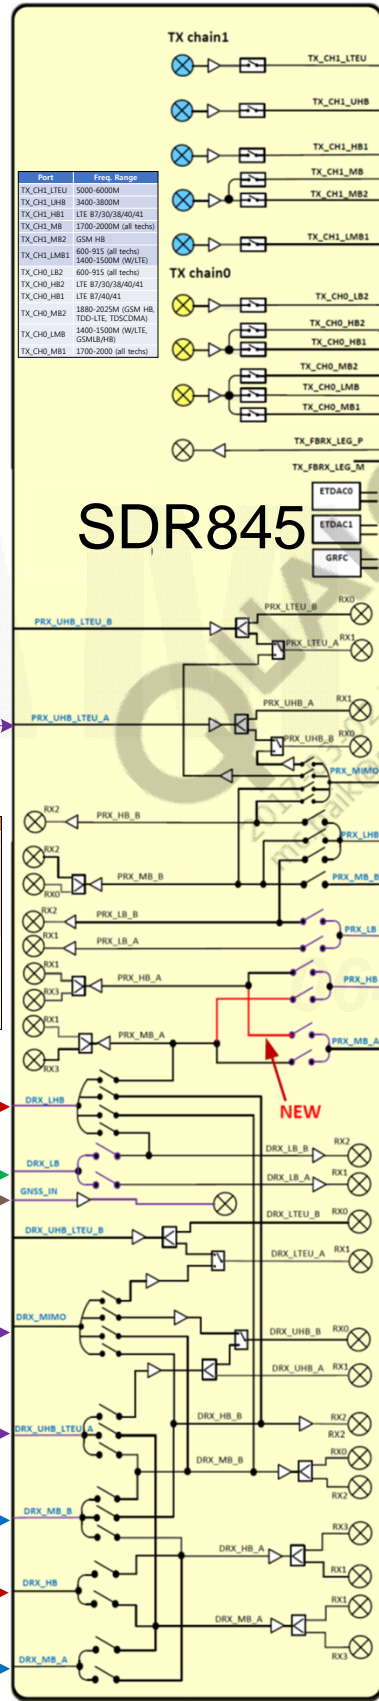 TX chain1
TX_CH1_LTEU
TX_CH1_UHB
TX_CH1_HB1
TX_CH1_MB
TX_CH1_MB2
TX_CH1_LMB1
Port Freq. Range
TX_CH1_LTEU 5000-6000M
TX_CH1_UHB 3400-3800M
TX_CH1_HB1 LTE B7/30/38/40/41
TX_CH1_MB 1700-2000M (all techs)
TX_CH1_MB2 GSM HB
TX_CH1_LMB1 600-915 (all techs)
1400-1500M (W/LTE)
TX_CH0_LB2 600-915 (all techs)
TX_CH0_HB2 LTE B7/30/38/40/41
TX_CH0_HB1 LTE B7/40/41
TX_CH0_MB2 1880-2025M (GSM HB,
TDD-LTE, TDSCDMA)
TX_CH0_LMB 1400-1500M (W/LTE,
GSMLB/HB)
TX_CH0_MB1 1700-2000 (all techs)
TX chain0
TX_CH0_LB2
TX_CH0_HB2
TX_CH0_HB1
TX_CH0_MB2
TX_CH0_LMB
TX_CH0_MB1
TX_FBRX_LEG_P
TX_FBRX_LEG_M
ETDAC0
SDR845
ETDAC1
GRFC
RX0
PRX_LTEU_B
PRX_UHB_LTEU_B
RX1
PRX_LTEU_A
RX1
PRX_UHB_A
PRX_UHB_LTEU_A
RX0
PRX_UHB_B
PRX_MIMO
RX2
PRX_HB_B
PRX_LHB
RX2
PRX_MB_B
PRX_MB_B
RX0
RX2
PRX_LB_B
PRX_LB
RX1
PRX_LB_A
RX1
PRX_HB_A
PRX_HB
RX3
RX1
PRX_MB_A
PRX_MB_A
RX3
NEW
DRX_LHB
DRX_LB_B
RX2
DRX_LB
DRX_LB_A
RX1
GNSS_IN
DRX_LTEU_B
RX0
DRX_UHB_LTEU_B
DRX_LTEU_A
RX1
DRX_MIMO
DRX_UHB_B
RX0
DRX_UHB_A
RX1
DRX_HB_B
RX2
RX2
DRX_UHB_LTEU_A
RX0
DRX_MB_B
RX2
DRX_MB_B
RX3
DRX_HB_A
RX1
DRX_HB
RX1
DRX_MB_A
RX3
DRX_MB_A